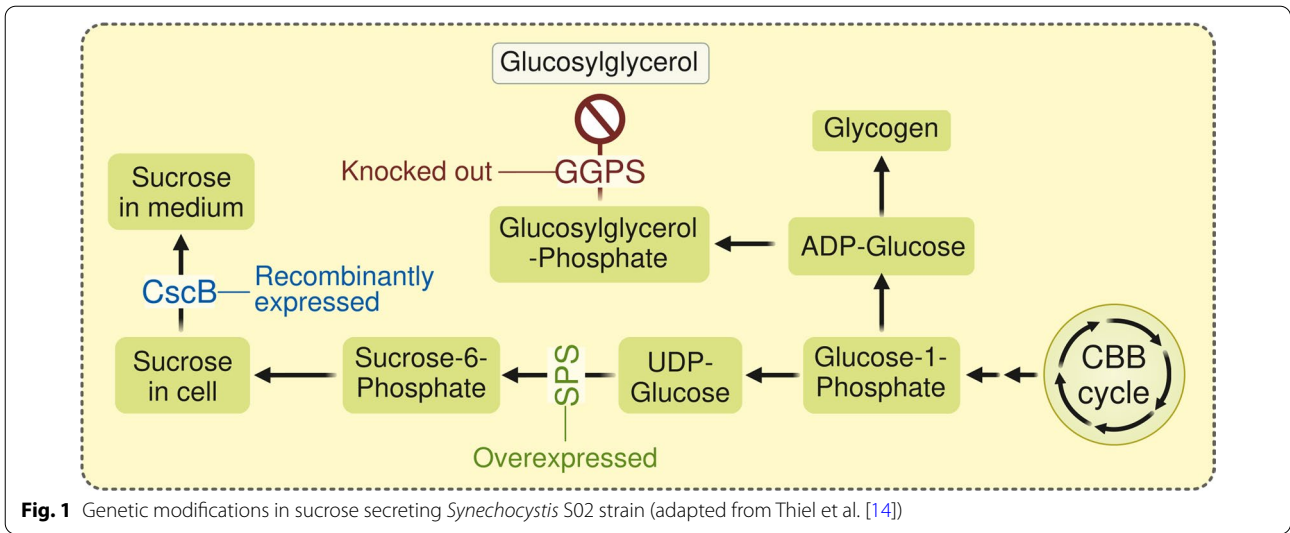 Glucosylglycerol
Glycogen
Knocked out
GGPS
Sucrose
in medium
Glucosylglycerol
-Phosphate
ADP-Glucose
CscB
Recombinantly
expressed
Sucrose
in cell
Sucrose-6-
Phosphate
SPS
UDP-
Glucose
Glucose-1-
Phosphate
CBB
cycle
Overexpressed
Fig. 1 Genetic modifications in sucrose secreting Synechocystis S02 strain (adapted from Thiel et al. [14])